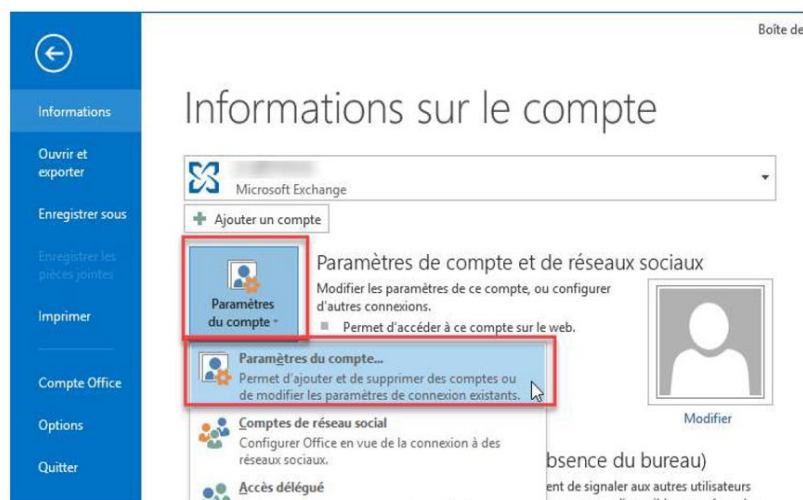 Boîte de
Informations
Ouvrir et
exporter
Enregistrer sous
Enregistrer les
pièces jointes
Imprimer
Compte Office
Options
Quitter
Informations sur le compte
Microsoft Exchange
Ajouter un compte
Paramètres
du compte
Paramètres de compte et de réseaux sociaux
Modifier les paramètres de ce compte, ou configurer
d'autres connexions.
Permet d'accéder à ce compte sur le web.
Modifier
Paramètres du compte...
Permet d'ajouter et de supprimer des comptes ou
de modifier les paramètres de connexion existants.
Comptes de réseau social
Configurer Office en vue de la connexion à des
réseaux sociaux.
Accès délégué
bsence du bureau)
ent de signaler aux autres utilisateurs